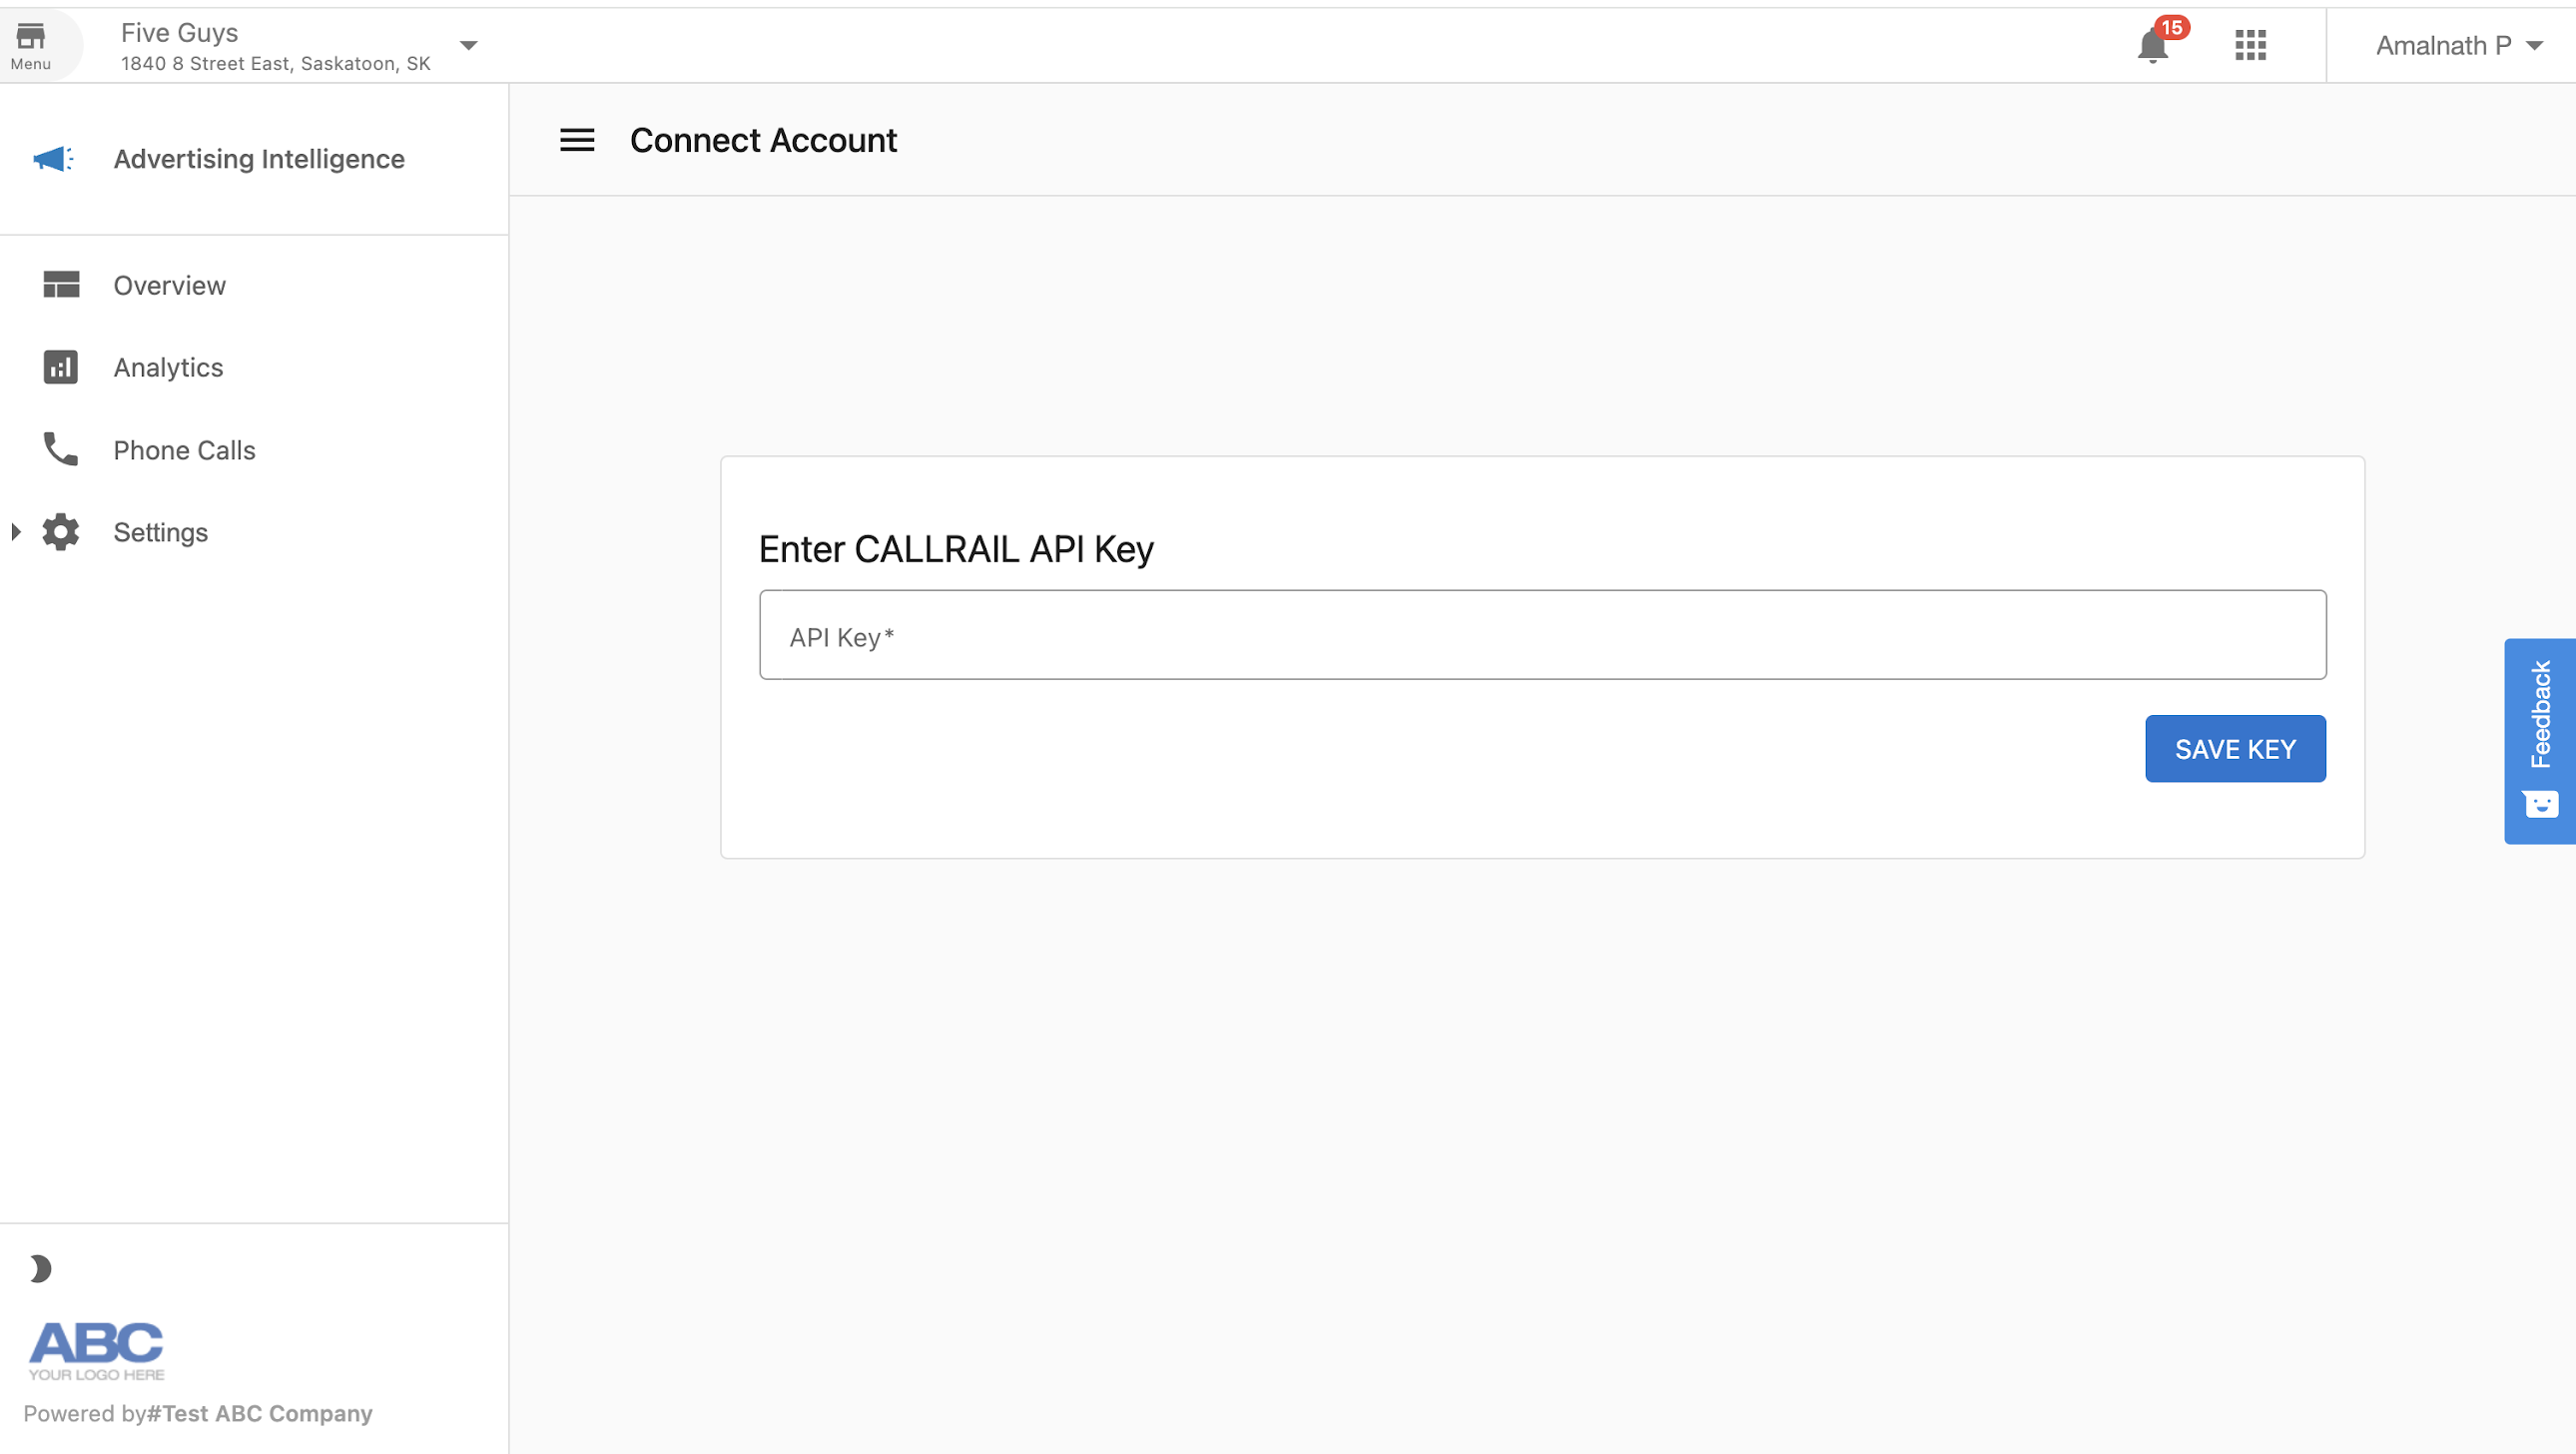 Menu
Five Guys
1840 8 Street East, Saskatoon, SK
15
Amalnath P
Advertising Intelligence
Overview
Analytics
Phone Calls
Settings
Connect Account
Enter CALLRAIL API Key
API Key*
SAVE KEY
Feedback
ABC
YOUR LOGO HERE
Powered by#Test ABC Company